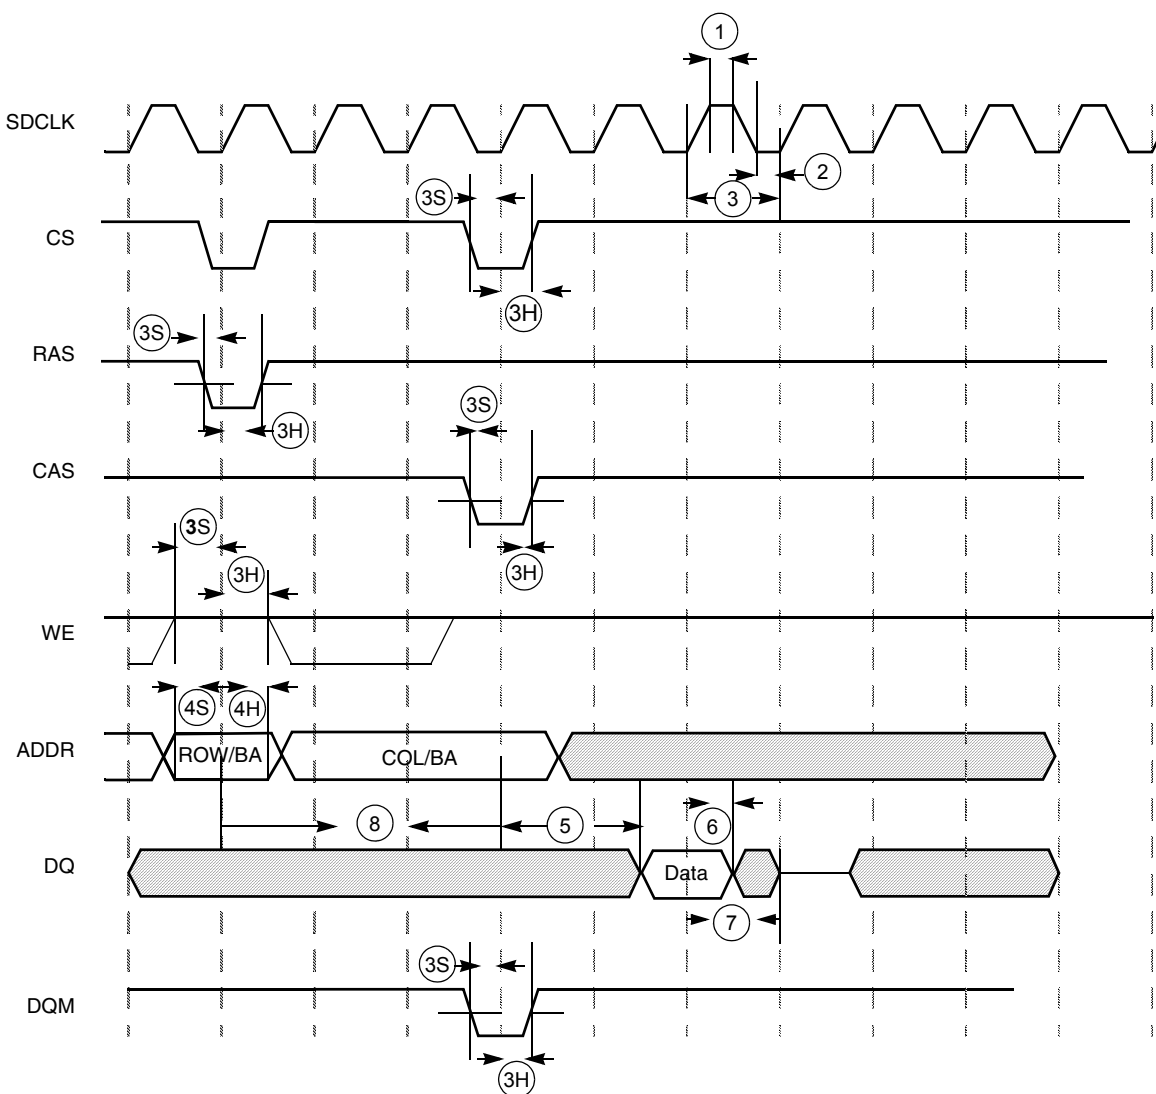 1
SDCLK
2
3S
3
CS
3H
3S
RAS
3S
3H
CAS
3S
3H
3H
WE
4S
4H
ADDR
ROW/BA
COL/BA
8
5
6
DQ
Data
7
3S
DQM
3H